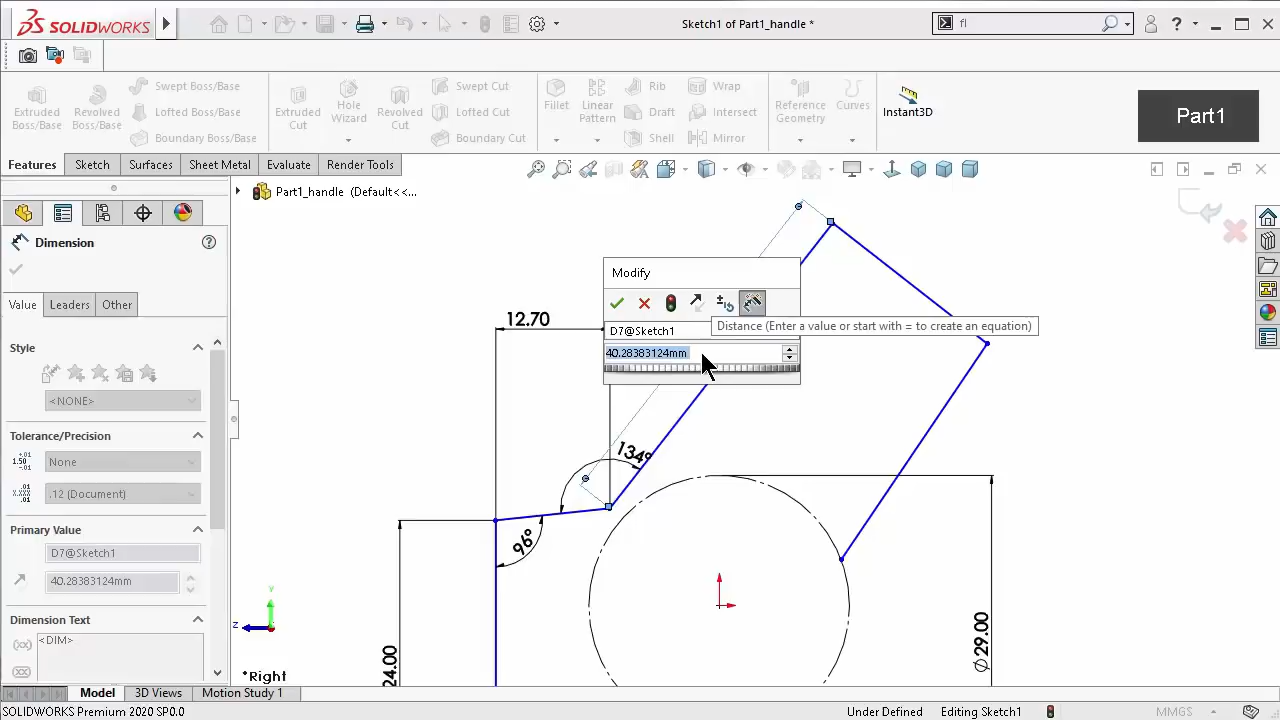 SOLIDWORKS
Sketch1 of Part1_handle *
fl
Extruded Boss/Base
Revolved Boss/Base
Swept Boss/Base
Lofted Boss/Base
Boundary Boss/Base
Extruded Cut
Hole Wizard
Revolved Cut
Swept Cut
Lofted Cut
Boundary Cut
Fillet
Linear Pattern
Rib
Draft
Shell
Wrap
Intersect
Mirror
Reference Geometry
Curves
Instant3D
Part1
Features
Sketch
Surfaces
Sheet Metal
Evaluate
Render Tools
Part1_handle (Default<<...
Dimension
Value
Leaders
Other
Style
<NONE>
Tolerance/Precision
None
.12 (Document)
Primary Value
D7@Sketch1
40.28383124mm
Dimension Text
<DIM>
Modify
D7@Sketch1
Distance (Enter a value or start with = to create an equation)
40.28383124mm
12.70
134°
96°
24.00
∅29.00
Y
Z
*Right
Model
3D Views
Motion Study 1
SOLIDWORKS Premium 2020 SP0.0
Under Defined
Editing Sketch1
MMGS